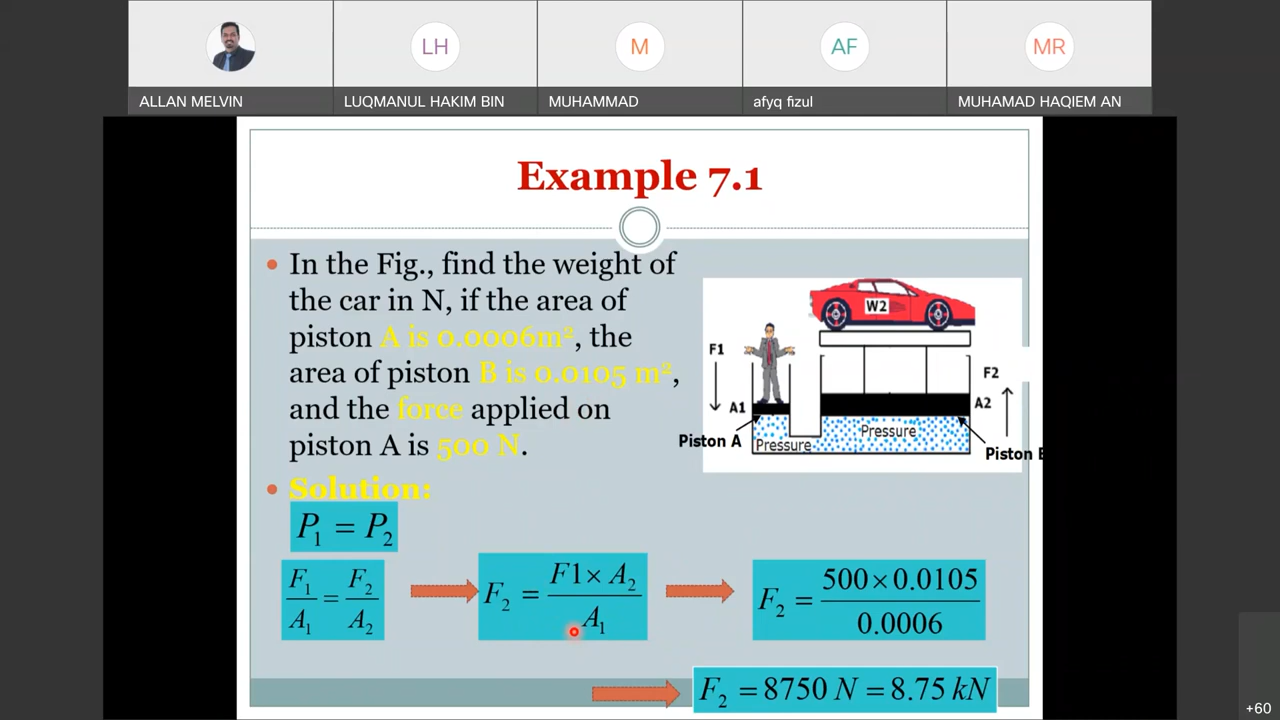 LH
M
AF
MR
ALLAN MELVIN
LUQMANUL HAKIM BIN
MUHAMMAD
afyq fizul
MUHAMAD HAQIEM AN
Example 7.1
• In the Fig., find the weight of
the car in N, if the area of
piston A is 0.0006m², the
area of piston B is 0.0105 m²,
and the force applied on
piston A is 500 N.
W2
F1
F2
A1
A2
Piston A
Pressure
Pressure
Piston B
• Solution:
P₁ = P₂
F₁/A₁ = F₂/A₂
F₂ = F1 × A₂ / A₁
F₂ = 500 × 0.0105 / 0.0006
F₂ = 8750 N = 8.75 kN
+60